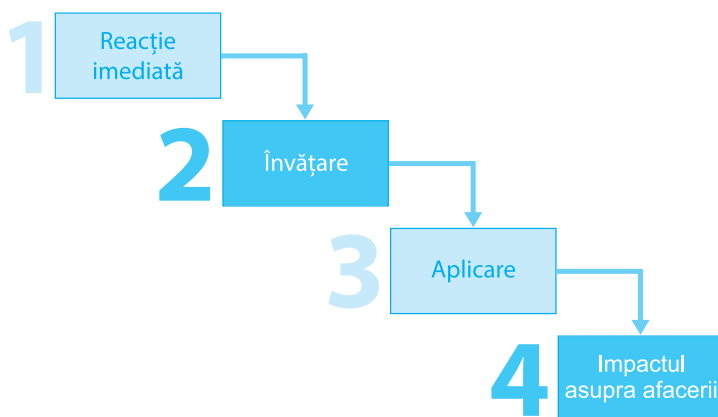 1
Reacție
imediată
2
Învățare
3
Aplicare
4
Impactul
asupra afacerii